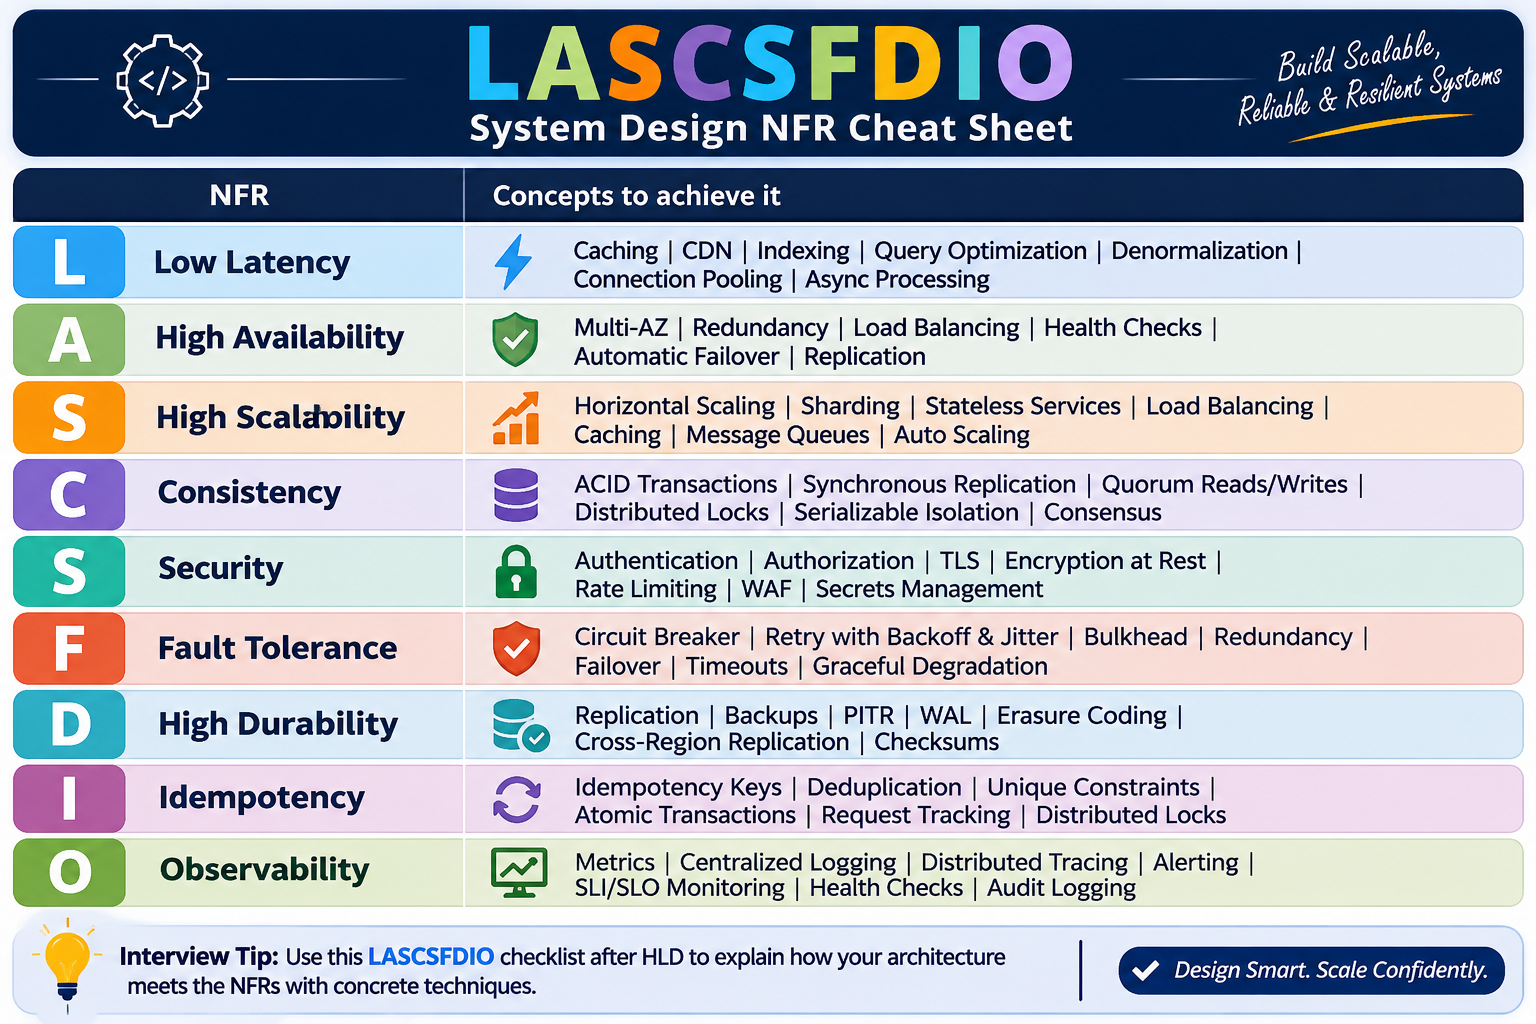 LASCSFDIO
System Design NFR Cheat Sheet
Build Scalable,
Reliable & Resilient Systems
</>
NFR
Concepts to achieve it
L
Low Latency
Caching | CDN | Indexing | Query Optimization | Denormalization |
Connection Pooling | Async Processing
A
High Availability
Multi-AZ | Redundancy | Load Balancing | Health Checks |
Automatic Failover | Replication
S
High Scalability
Horizontal Scaling | Sharding | Stateless Services | Load Balancing |
Caching | Message Queues | Auto Scaling
C
Consistency
ACID Transactions | Synchronous Replication | Quorum Reads/Writes |
Distributed Locks | Serializable Isolation | Consensus
S
Security
Authentication | Authorization | TLS | Encryption at Rest |
Rate Limiting | WAF | Secrets Management
F
Fault Tolerance
Circuit Breaker | Retry with Backoff & Jitter | Bulkhead | Redundancy |
Failover | Timeouts | Graceful Degradation
D
High Durability
Replication | Backups | PITR | WAL | Erasure Coding |
Cross-Region Replication | Checksums
I
Idempotency
Idempotency Keys | Deduplication | Unique Constraints |
Atomic Transactions | Request Tracking | Distributed Locks
O
Observability
Metrics | Centralized Logging | Distributed Tracing | Alerting |
SLI/SLO Monitoring | Health Checks | Audit Logging
Interview Tip: Use this LASCSFDIO checklist after HLD to explain how your architecture
meets the NFRs with concrete techniques.
Design Smart. Scale Confidently.